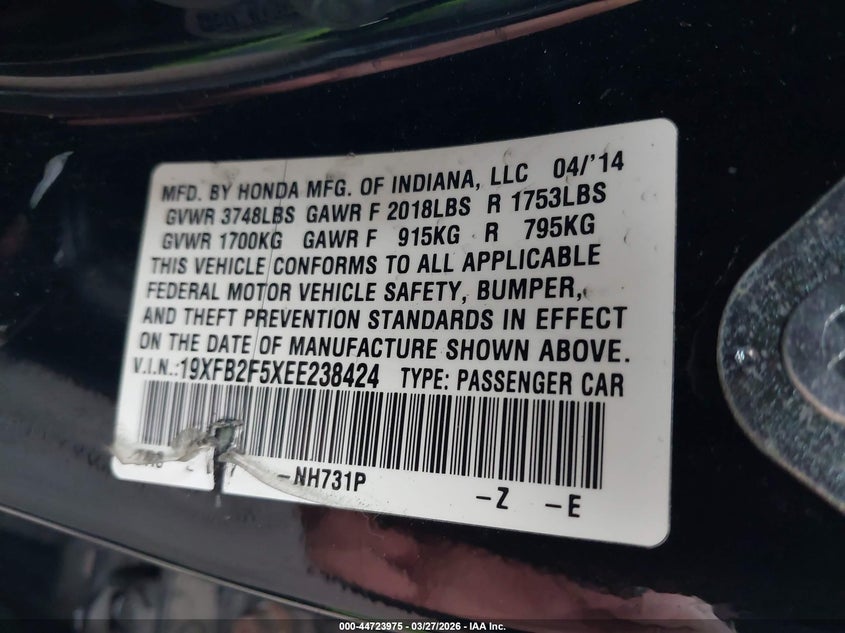 MFD. BY HONDA MFG. OF INDIANA, LLC 04/'14
GVWR 3748LBS GAWR F 2018LBS R 1753LBS
GVWR 1700KG GAWR F 915KG R 795KG
THIS VEHICLE CONFORMS TO ALL APPLICABLE
FEDERAL MOTOR VEHICLE SAFETY, BUMPER,
AND THEFT PREVENTION STANDARDS IN EFFECT
ON THE DATE OF MANUFACTURE SHOWN ABOVE.
V.I.N.:19XFB2F5XEE238424 TYPE: PASSENGER CAR
-NH731P -Z -E
000-44723975 | 03/27/2026 | IAA, Inc.